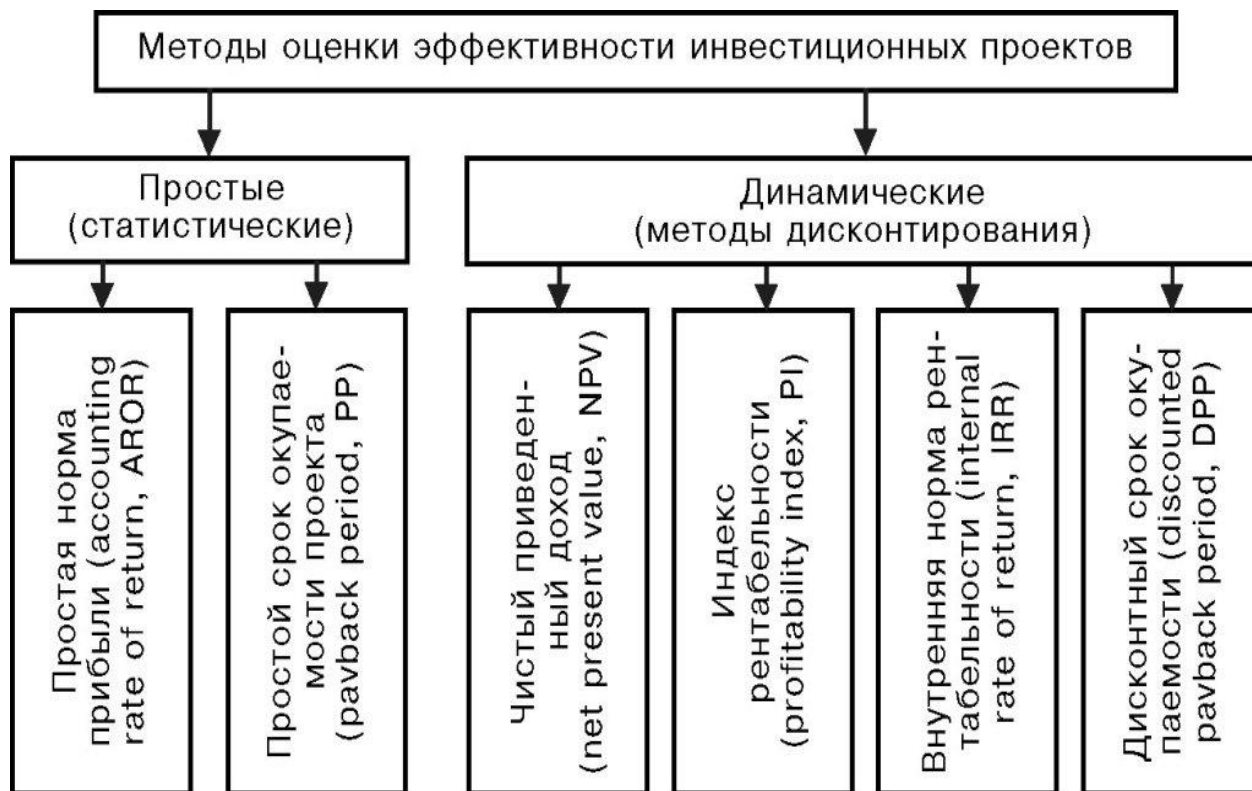 Методы оценки эффективности инвестиционных проектов
Простые
(статистические)
Динамические
(методы дисконтирования)
Простая норма
прибыли (accounting
rate of return, AROR)
Простой срок окупае-
мости проекта
(pavback period, PP)
Чистый приведен-
ный доход
(net present value, NPV)
Индекс
рентабельности
(profitability index, PI)
Внутренняя норма рен-
табельности (internal
rate of return, IRR)
Дисконтный срок оку-
паемости (discounted
pavback period, DPP)